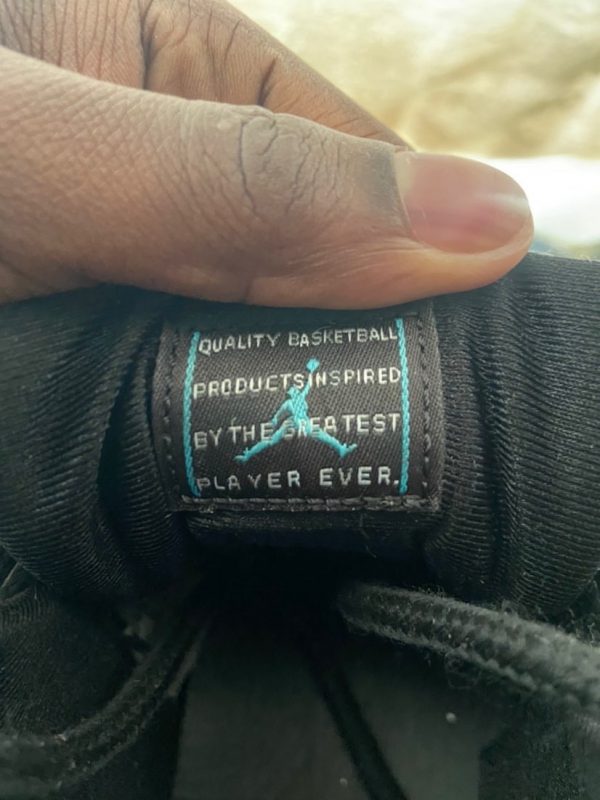 QUALITY BASKETBALL
PRODUCTS INSPIRED
BY THE GREATEST
PLAYER EVER.